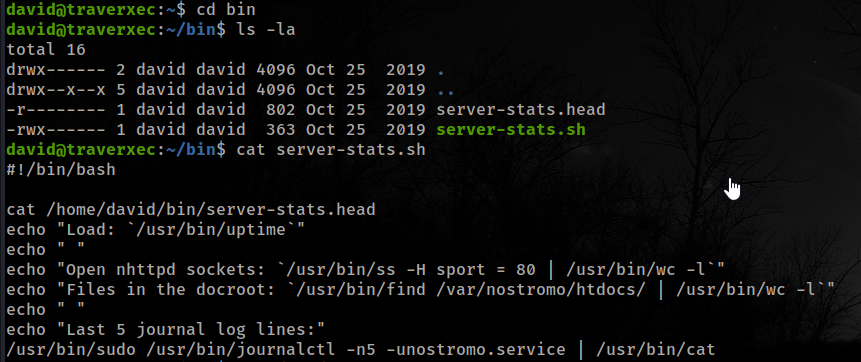 david@traverxec:~$ cd bin
david@traverxec:~/bin$ ls -la
total 16
drwx------ 2 david david 4096 Oct 25  2019 .
drwx--x--x 5 david david 4096 Oct 25  2019 ..
-r-------- 1 david david  802 Oct 25  2019 server-stats.head
-rwx------ 1 david david  363 Oct 25  2019 server-stats.sh
david@traverxec:~/bin$ cat server-stats.sh
#!/bin/bash

cat /home/david/bin/server-stats.head
echo "Load: `/usr/bin/uptime`"
echo " "
echo "Open nhttpd sockets: `/usr/bin/ss -H sport = 80 | /usr/bin/wc -l`"
echo "Files in the docroot: `/usr/bin/find /var/nostromo/htdocs/ | /usr/bin/wc -l`"
echo " "
echo "Last 5 journal log lines:"
/usr/bin/sudo /usr/bin/journalctl -n5 -unostromo.service | /usr/bin/cat